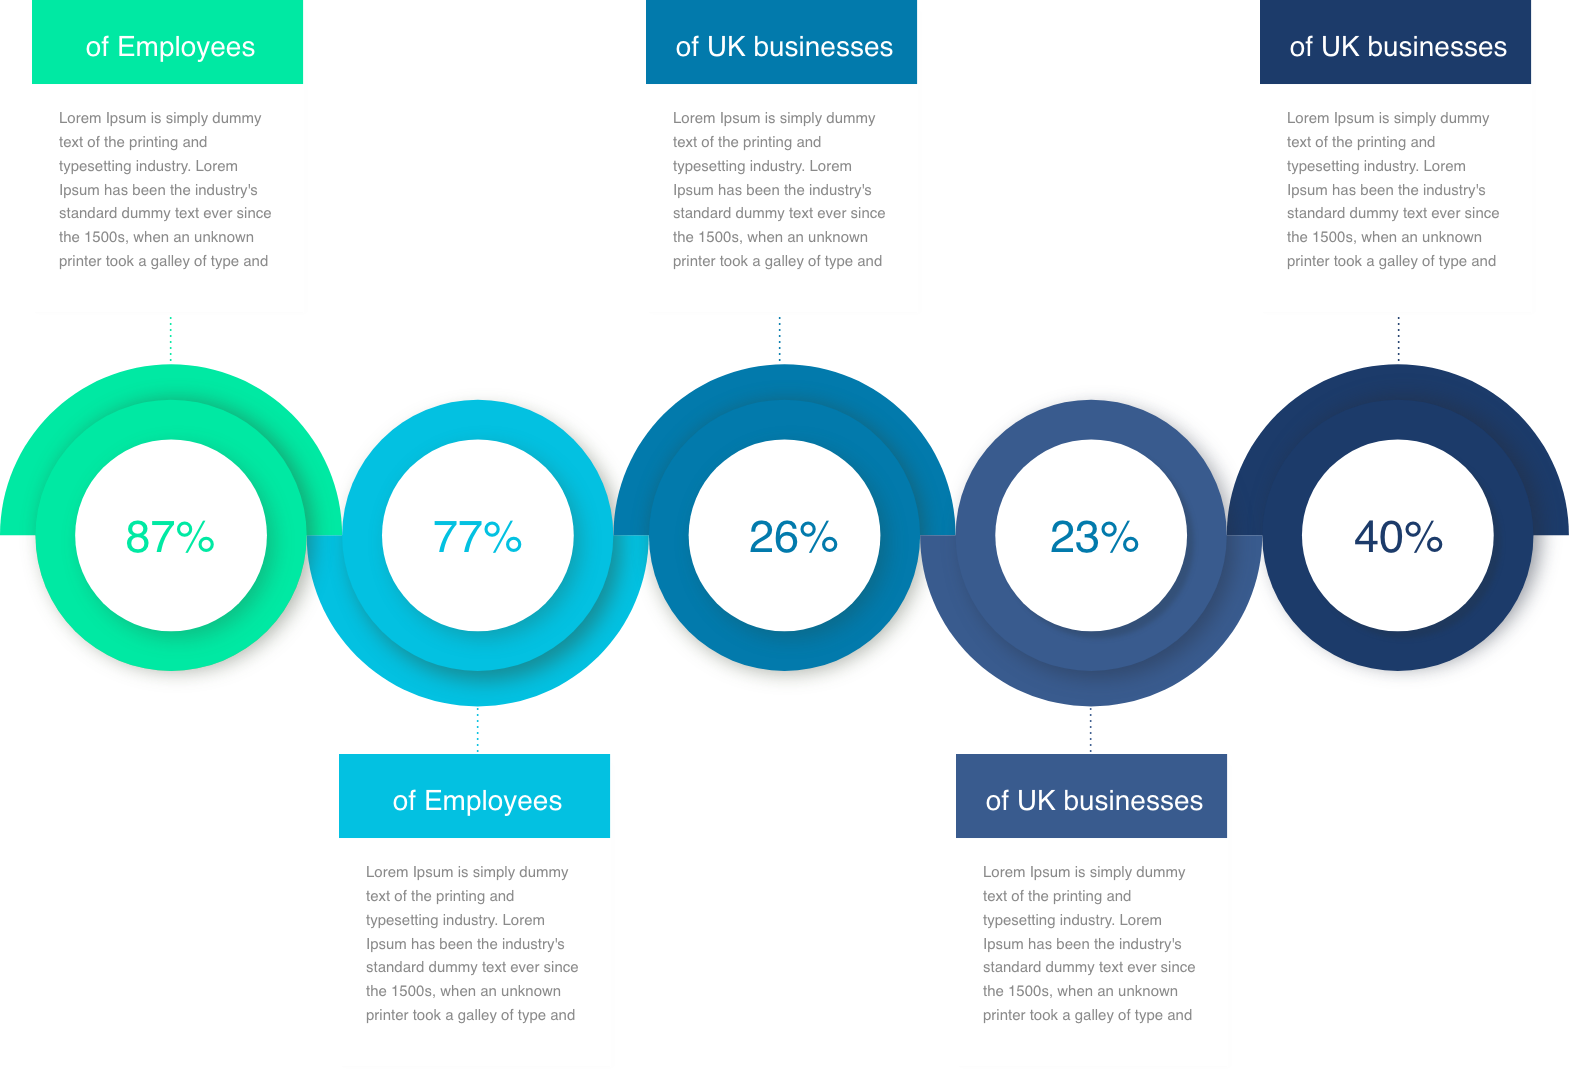 of Employees
Lorem Ipsum is simply dummy
text of the printing and
typesetting industry. Lorem
Ipsum has been the industry's
standard dummy text ever since
the 1500s, when an unknown
printer took a galley of type and
of UK businesses
Lorem Ipsum is simply dummy
text of the printing and
typesetting industry. Lorem
Ipsum has been the industry's
standard dummy text ever since
the 1500s, when an unknown
printer took a galley of type and
of UK businesses
Lorem Ipsum is simply dummy
text of the printing and
typesetting industry. Lorem
Ipsum has been the industry's
standard dummy text ever since
the 1500s, when an unknown
printer took a galley of type and
87%
77%
26%
23%
40%
of Employees
Lorem Ipsum is simply dummy
text of the printing and
typesetting industry. Lorem
Ipsum has been the industry's
standard dummy text ever since
the 1500s, when an unknown
printer took a galley of type and
of UK businesses
Lorem Ipsum is simply dummy
text of the printing and
typesetting industry. Lorem
Ipsum has been the industry's
standard dummy text ever since
the 1500s, when an unknown
printer took a galley of type and